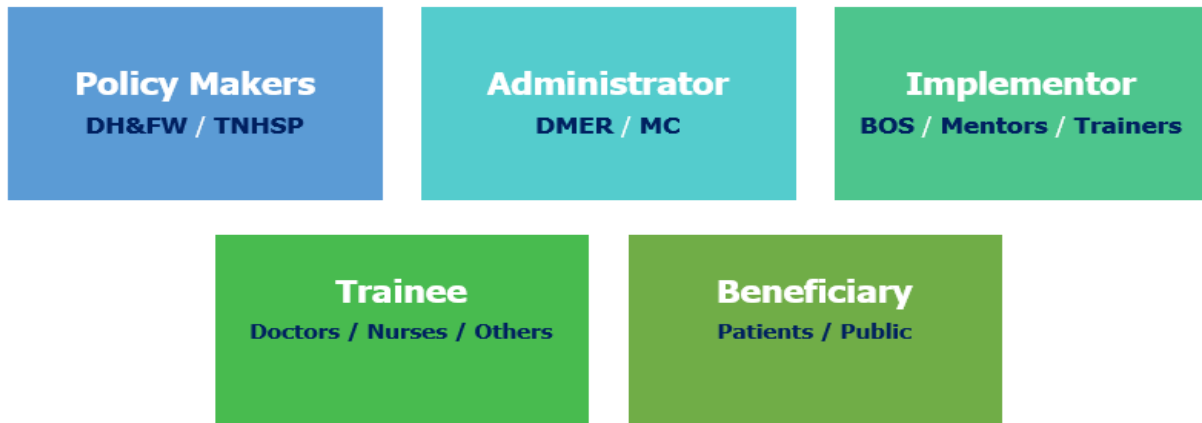 Policy Makers
DH&FW / TNHSP
Administrator
DMER / MC
Implementor
BOS / Mentors / Trainers
Trainee
Doctors / Nurses / Others
Beneficiary
Patients / Public